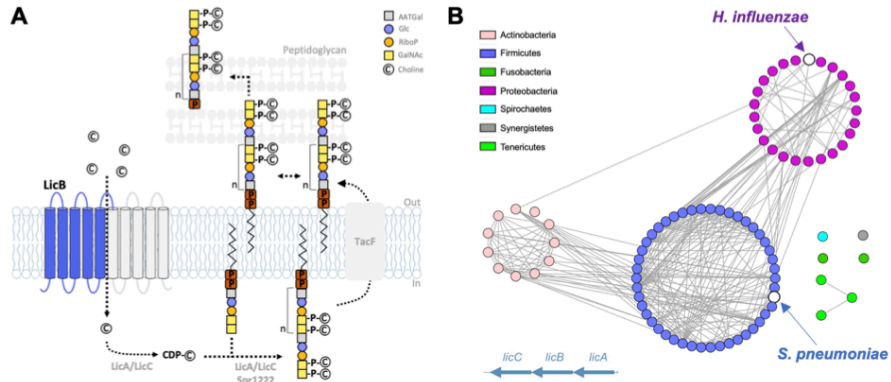 A
AATGal
Glc
RiboP
GalNAc
C Choline
Peptidoglycan
P-C
P-C
P-C
P-C
n
P
P-C
P-C
P-C
P-C
n
P
P
P-C
P-C
P-C
P-C
n
P
P
C
C
C
C
LicB
Out
TacF
In
P
P
P
P
n
P-C
P-C
P-C
P-C
C
LicA/LicC
CDP-C
LicA/LicC
Spr1222
B
Actinobacteria
Firmicutes
Fusobacteria
Proteobacteria
Spirochaetes
Synergistetes
Tenericutes
H. influenzae
S. pneumoniae
licC licB licA